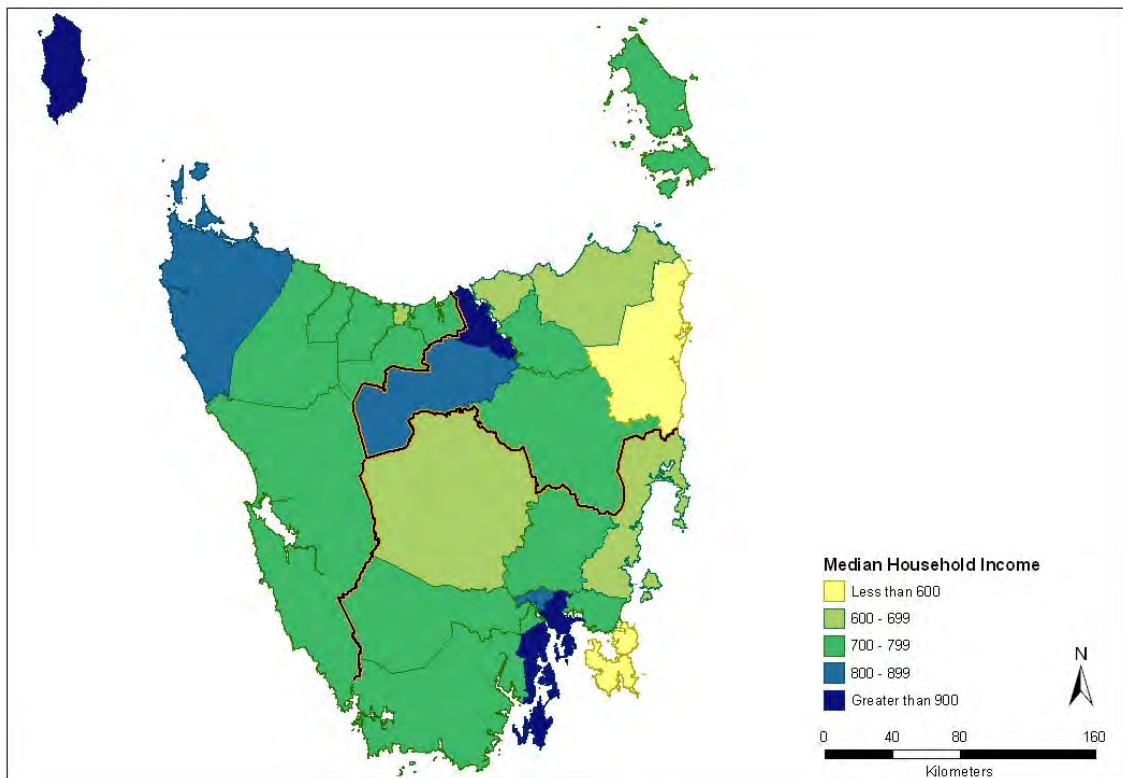 Median Household Income
Less than 600
600 - 699
700 - 799
800 - 899
Greater than 900
N
0 40 80 160
Kilometers